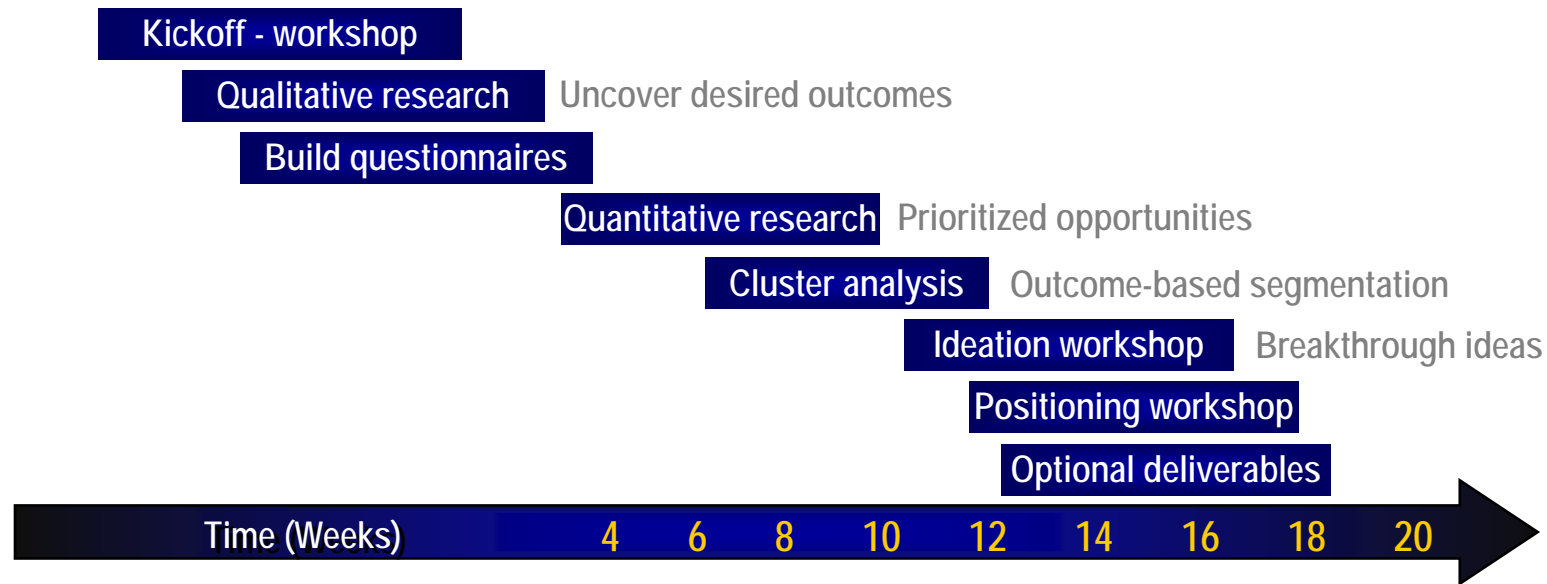 Kickoff - workshop
Qualitative research Uncover desired outcomes
Build questionnaires
Quantitative research Prioritized opportunities
Cluster analysis Outcome-based segmentation
Ideation workshop Breakthrough ideas
Positioning workshop
Optional deliverables
Time (Weeks) 4 6 8 10 12 14 16 18 20